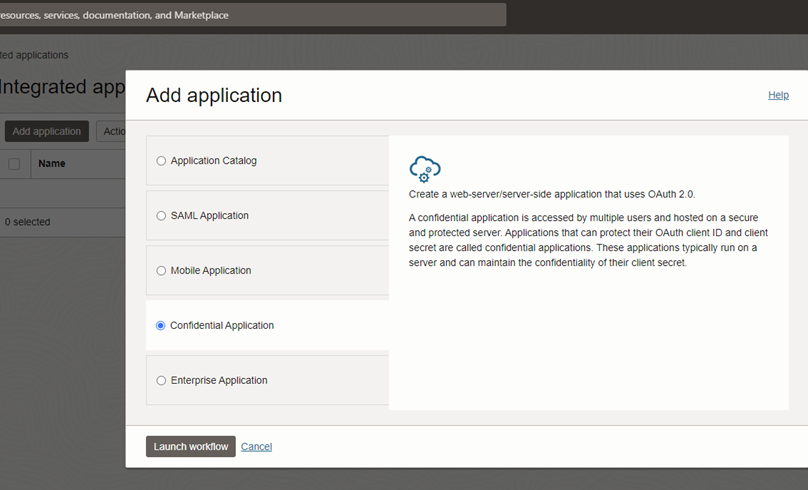 resources, services, documentation, and Marketplace
applications
Integrated
Add application
Help
Add application
Name
0 selected
Application Catalog
SAML Application
Mobile Application
Confidential Application
Enterprise Application
Create a web-server/server-side application that uses OAuth 2.0.
A confidential application is accessed by multiple users and hosted on a secure
and protected server. Applications that can protect their OAuth client ID and client
secret are called confidential applications. These applications typically run on a
server and can maintain the confidentiality of their client secret.
Launch workflow
Cancel